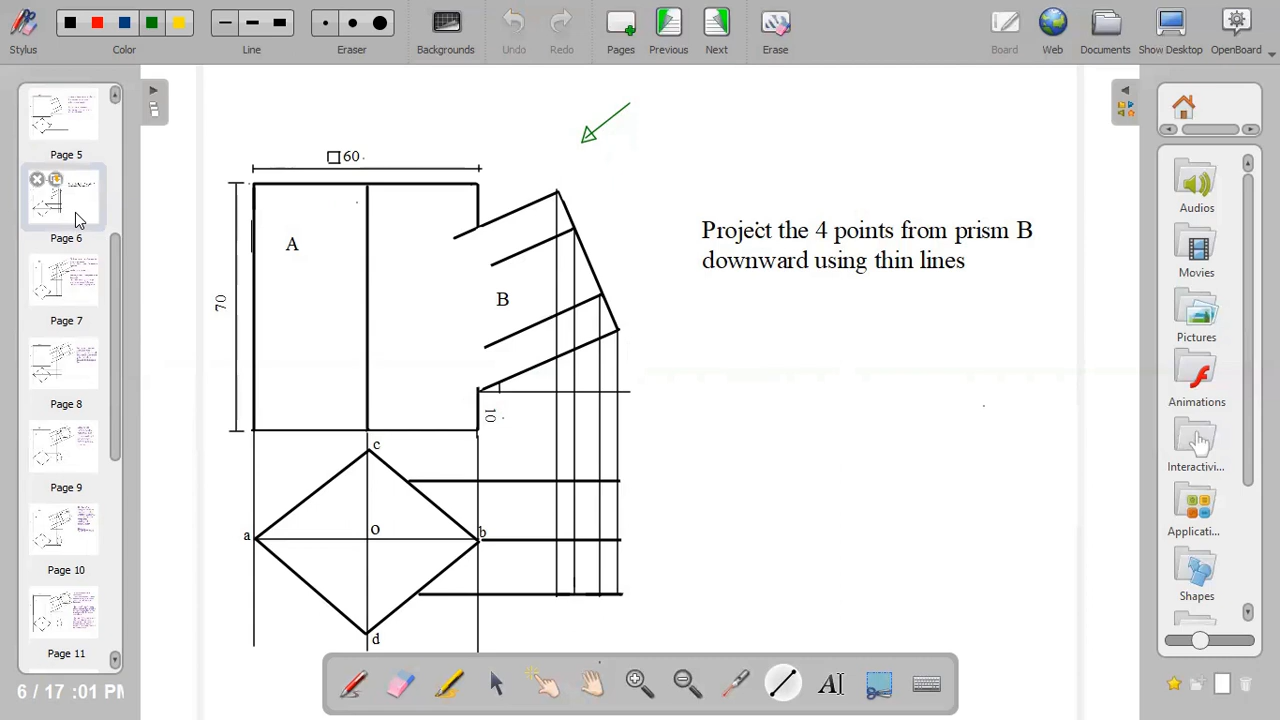 Stylus
Color
Line
Eraser
Backgrounds
Undo
Redo
Pages
Previous
Next
Erase
Board
Web
Documents
Show Desktop
OpenBoard
Page 5
Page 6
Page 7
Page 8
Page 9
Page 10
Page 11
6 / 17 :01 PM
60
A
B
70
10
c
a
o
b
d
Project the 4 points from prism B
downward using thin lines
Audios
Movies
Pictures
Animations
Interactivi...
Applicati...
Shapes